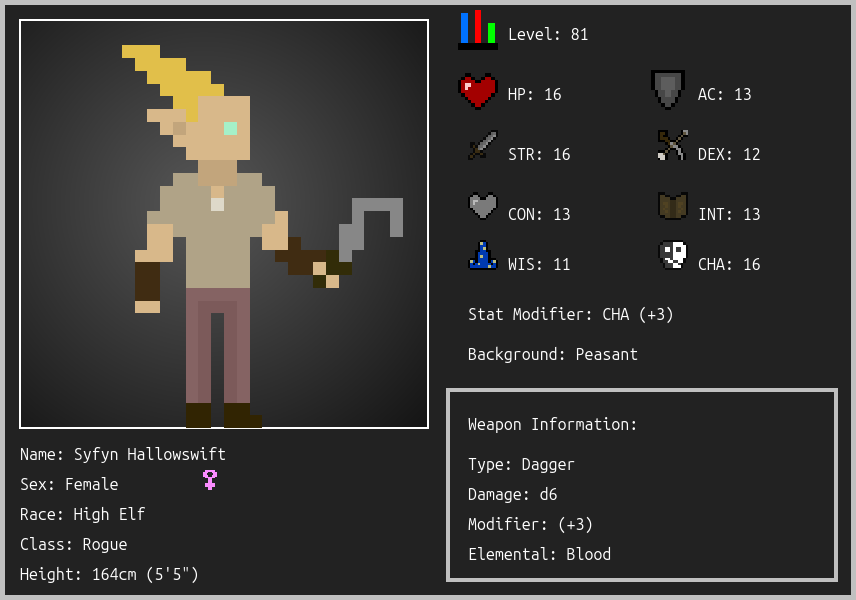 Level: 81
HP: 16
AC: 13
STR: 16
DEX: 12
CON: 13
INT: 13
WIS: 11
CHA: 16
Stat Modifier: CHA (+3)
Background: Peasant
Weapon Information:
Type: Dagger
Damage: d6
Modifier: (+3)
Elemental: Blood
Name: Syfyn Hallowswift
Sex: Female
Race: High Elf
Class: Rogue
Height: 164cm (5'5")